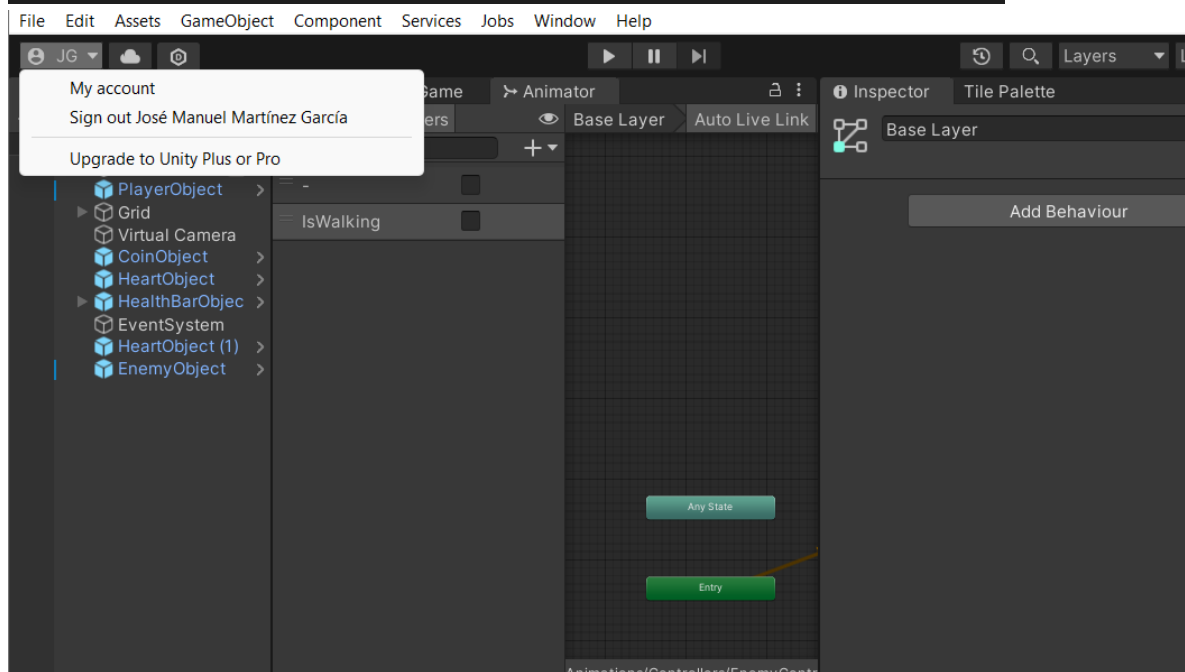 File Edit Assets GameObject Component Services Jobs Window Help
JG
Layers
My account
Sign out José Manuel Martínez García
Upgrade to Unity Plus or Pro
Animator
Inspector
Tile Palette
Base Layer
Auto Live Link
Base Layer
-
IsWalking
Add Behaviour
PlayerObject
Grid
Virtual Camera
CoinObject
HeartObject
HealthBarObjec
EventSystem
HeartObject (1)
EnemyObject
Any State
Entry